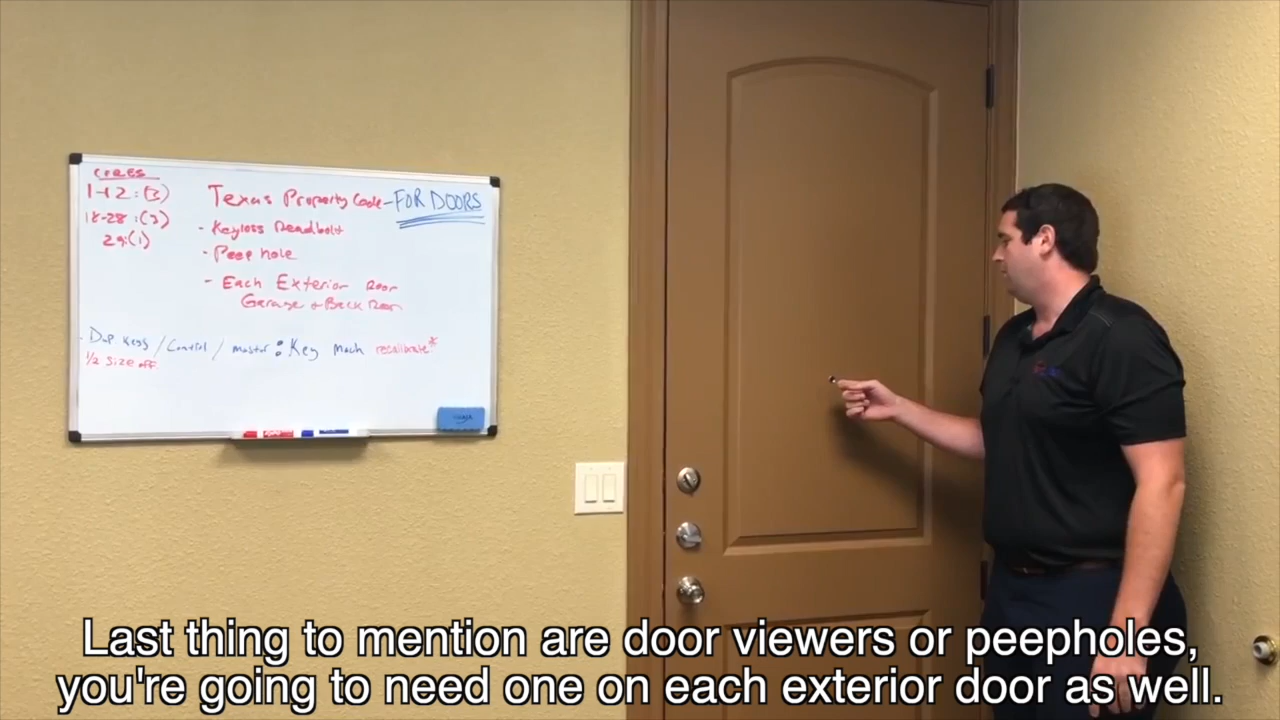 CORES
1-12 : (3)
18-28 : (3)
29: (1)
Texas Property Code - FOR DOORS
- Keyless Deadbolt
- Peep hole
- Each Exterior Door
Garage + Back Door
- Dup Keys / Control / master : Key Mach recalibrate*
1/2 size off
Last thing to mention are door viewers or peepholes,
you're going to need one on each exterior door as well.